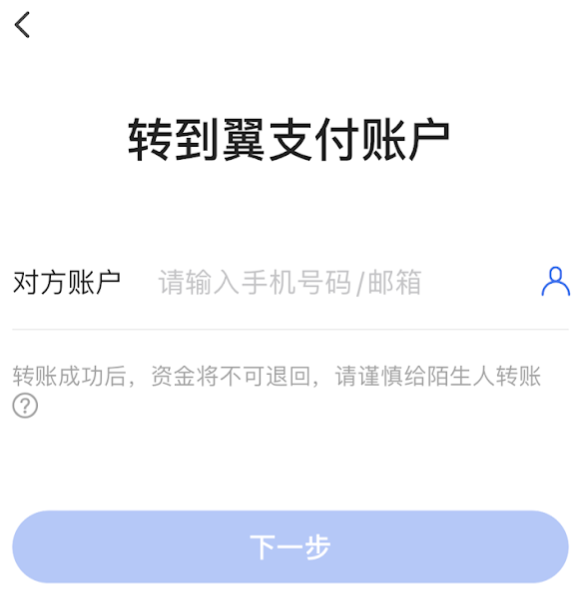 转到翼支付账户
对方账户 请输入手机号码/邮箱
转账成功后，资金将不可退回，请谨慎给陌生人转账
?
下一步